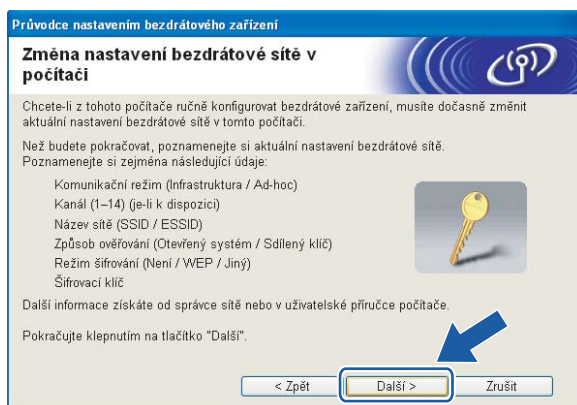 Průvodce nastavením bezdrátového zařízení
Změna nastavení bezdrátové sítě v
počítači
Chcete-li z tohoto počítače ručně konfigurovat bezdrátové zařízení, musíte dočasně změnit
aktuální nastavení bezdrátové sítě v tomto počítači.
Než budete pokračovat, poznamenejte si aktuální nastavení bezdrátové sítě.
Poznamenejte si zejména následující údaje:
Komunikační režim (Infrastruktura / Ad-hoc)
Kanál (1–14) (je-li k dispozici)
Název sítě (SSID / ESSID)
Způsob ověřování (Otevřený systém / Sdílený klíč)
Režim šifrování (Není / WEP / Jiný)
Šifrovací klíč
Další informace získáte od správce sítě nebo v uživatelské příručce počítače.
Pokračujte klepnutím na tlačítko "Další".
< Zpět
Další >
Zrušit